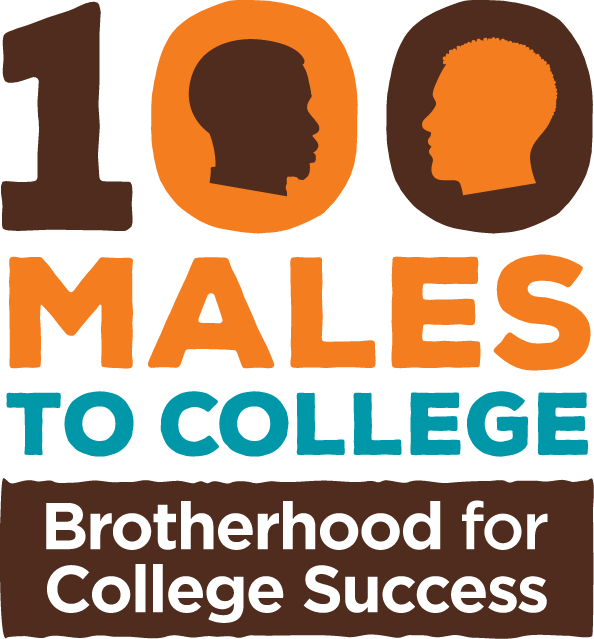 100
MALES
TO COLLEGE
Brotherhood for
College Success